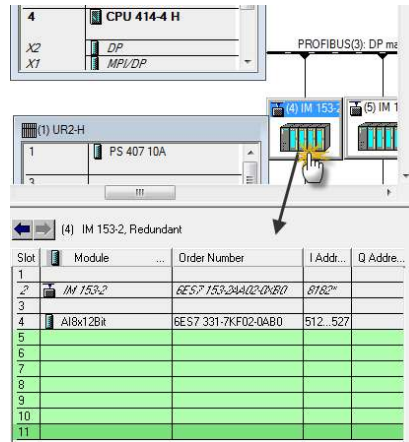 4 CPU 414-4 H
X2 DP
X1 MPI/DP
PROFIBUS(3): DP ma
(4) IM 153-2
(5) IM 1
(1) UR2-H
1 PS 407 10A
3
(4) IM 153-2, Redundant
Slot Module ... Order Number I Addr... Q Addre...
1
2 IM 153-2 6ES7 153-2AA02-0XB0 8182*
3
4 AI8x12Bit 6ES7 331-7KF02-0AB0 512...527
5
6
7
8
9
10
11